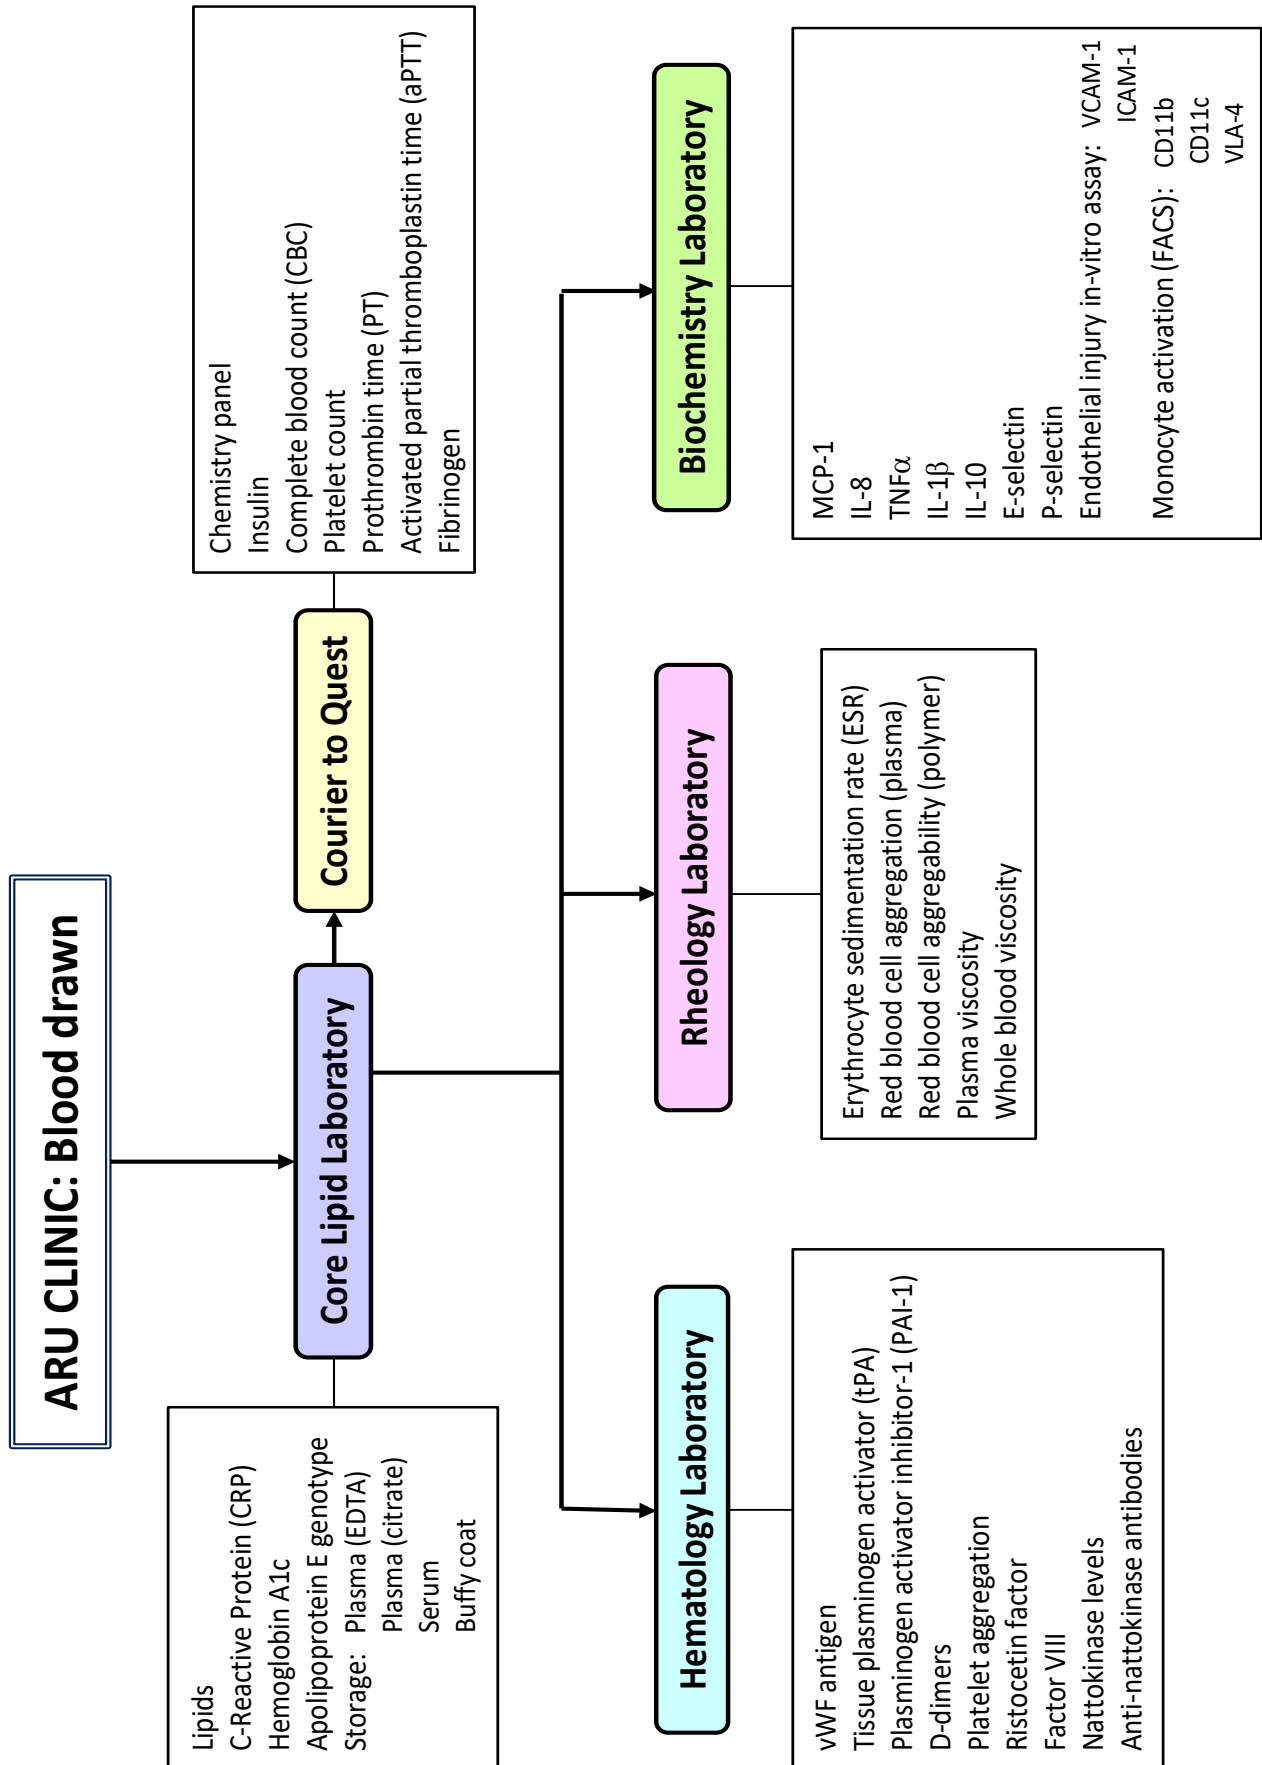 ARU CLINIC: Blood drawn
Core Lipid Laboratory
Lipids
C-Reactive Protein (CRP)
Hemoglobin A1c
Apolipoprotein E genotype
Storage: Plasma (EDTA)
Plasma (citrate)
Serum
Buffy coat
Courier to Quest
Chemistry panel
Insulin
Complete blood count (CBC)
Platelet count
Prothrombin time (PT)
Activated partial thromboplastin time (aPTT)
Fibrinogen
Hematology Laboratory
vWF antigen
Tissue plasminogen activator (tPA)
Plasminogen activator inhibitor-1 (PAI-1)
D-dimers
Platelet aggregation
Ristocetin factor
Factor VIII
Nattokinase levels
Anti-nattokinase antibodies
Rheology Laboratory
Erythrocyte sedimentation rate (ESR)
Red blood cell aggregation (plasma)
Red blood cell aggregability (polymer)
Plasma viscosity
Whole blood viscosity
Biochemistry Laboratory
MCP-1
IL-8
TNFα
IL-1β
IL-10
E-selectin
P-selectin
Endothelial injury in-vitro assay: VCAM-1
ICAM-1
Monocyte activation (FACS): CD11b
CD11c
VLA-4